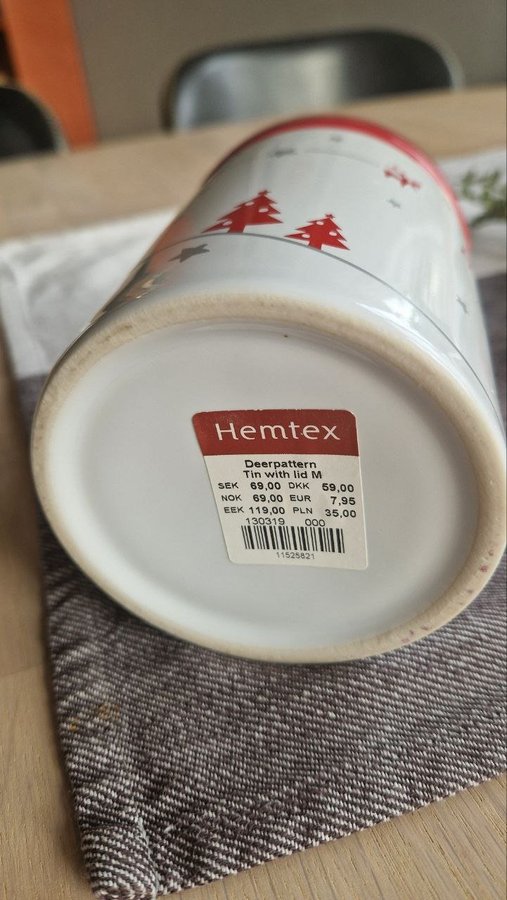 Hemtex
Deerpattern
Tin with lid M
SEK 69,00 DKK 59,00
NOK 69,00 EUR 7,95
EEK 119,00 PLN 35,00
130319 000
11525821